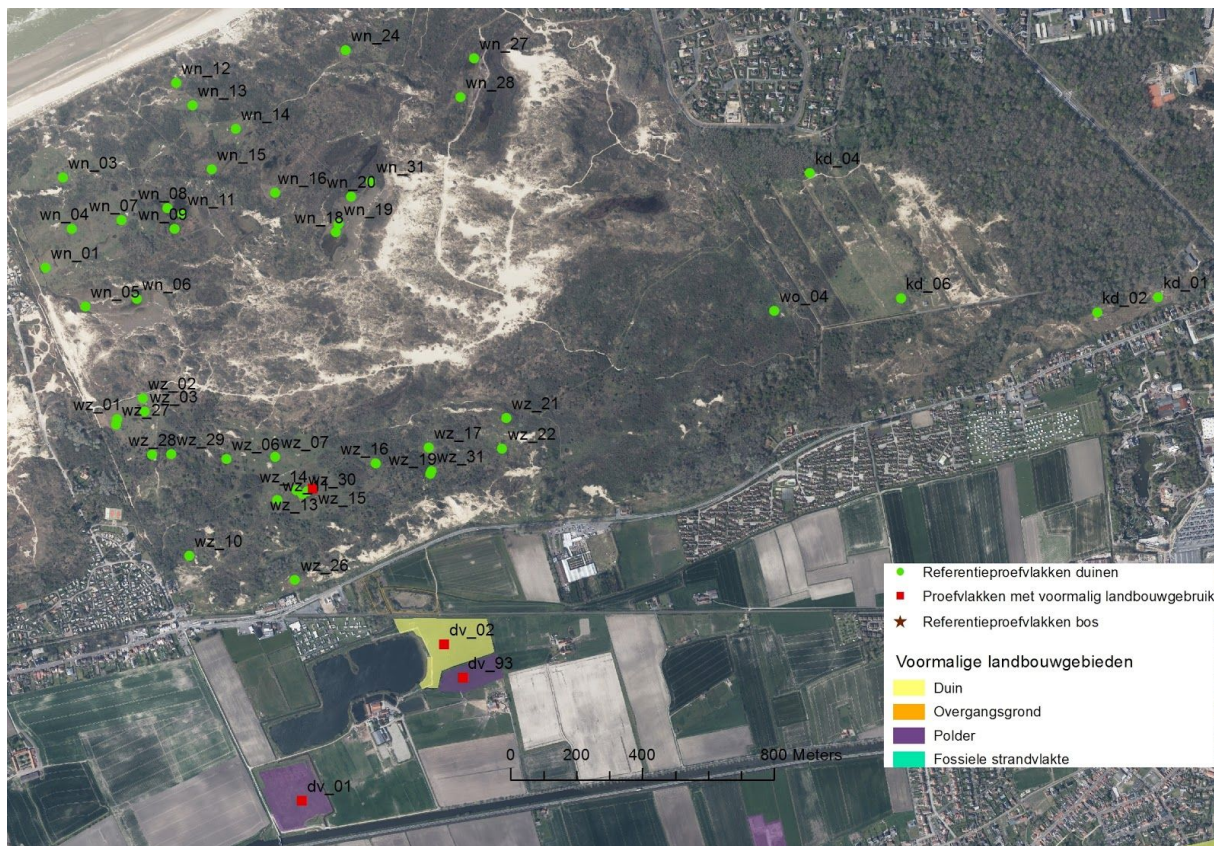 wn_24
wn_27
wn_12
wn_28
wn_13
wn_14
wn_15
kd_04
wn_03
wn_31
wn_20
wn_16
wn_08
wn_11
wn_07
wn_09
wn_04
wn_19
wn_18
wn_01
wn_06
wn_05
wo_04
kd_06
kd_01
kd_02
wz_02
wz_03
wz_01
wz_27
wz_21
wz_28
wz_29
wz_06
wz_07
wz_16
wz_17
wz_22
wz_19
wz_31
wz_14
wz_30
wz_15
wz_13
wz_10
wz_26
dv_02
dv_93
dv_01
0 200 400 800 Meters
Referentieproefvlakken duinen
Proefvlakken met voormalig landbouwgebruik
Referentieproefvlakken bos
Voormalige landbouwgebieden
Duin
Overgangsgrond
Polder
Fossiele strandvlakte